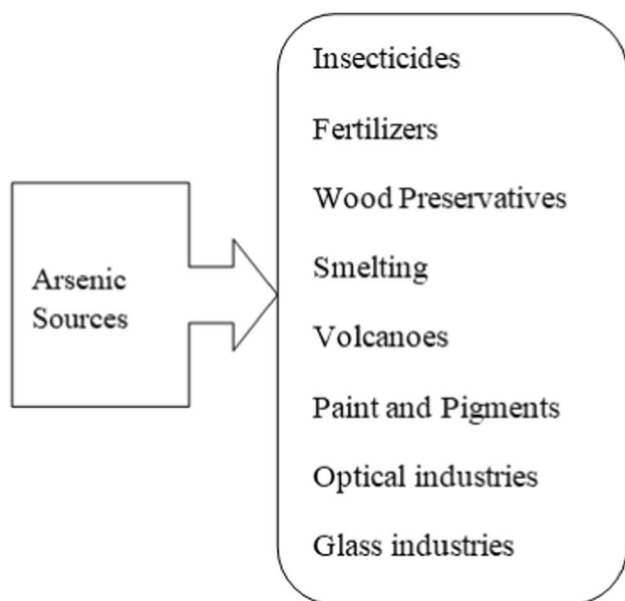 Arsenic
Sources
Insecticides
Fertilizers
Wood Preservatives
Smelting
Volcanoes
Paint and Pigments
Optical industries
Glass industries